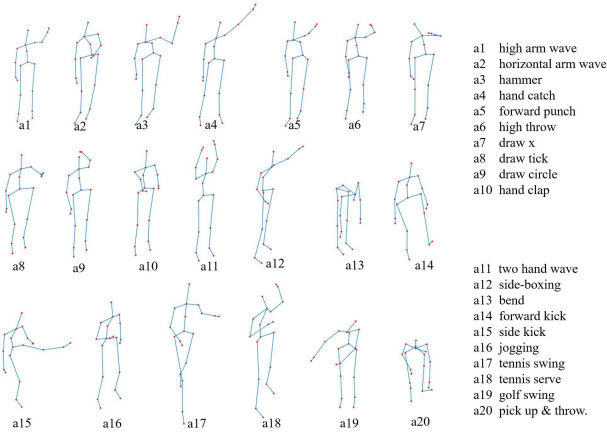 a1 a2 a3 a4 a5 a6 a7
a8 a9 a10 a11 a12 a13 a14
a15 a16 a17 a18 a19 a20
a1 high arm wave
a2 horizontal arm wave
a3 hammer
a4 hand catch
a5 forward punch
a6 high throw
a7 draw x
a8 draw tick
a9 draw circle
a10 hand clap
a11 two hand wave
a12 side-boxing
a13 bend
a14 forward kick
a15 side kick
a16 jogging
a17 tennis swing
a18 tennis serve
a19 golf swing
a20 pick up & throw.